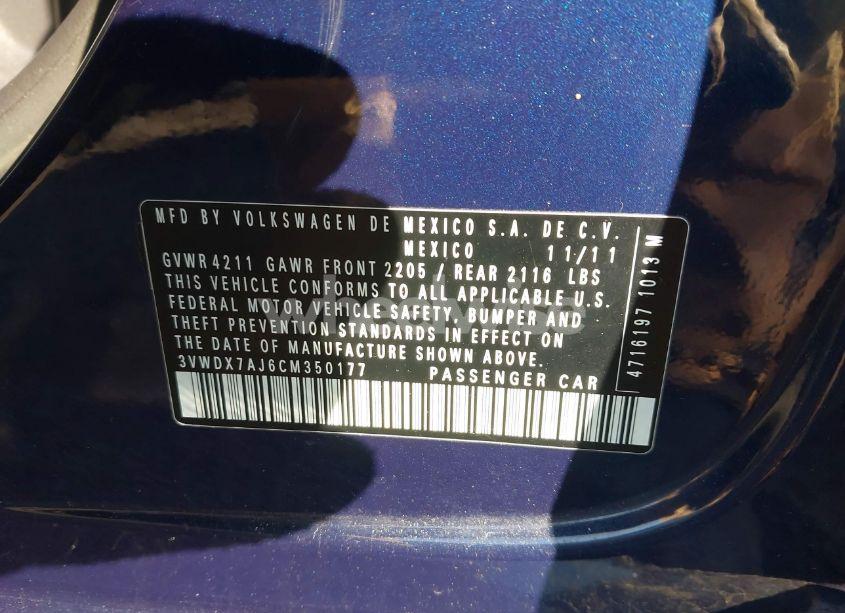 MFD BY VOLKSWAGEN DE MEXICO S.A. DE C.V.
MEXICO 11/11
GVWR 4211 GAWR FRONT 2205 / REAR 2116 LBS
THIS VEHICLE CONFORMS TO ALL APPLICABLE U.S.
FEDERAL MOTOR VEHICLE SAFETY, BUMPER AND
THEFT PREVENTION STANDARDS IN EFFECT ON
THE DATE OF MANUFACTURE SHOWN ABOVE.
3VWDX7AJ6CM350177 PASSENGER CAR
4716197 1013 M